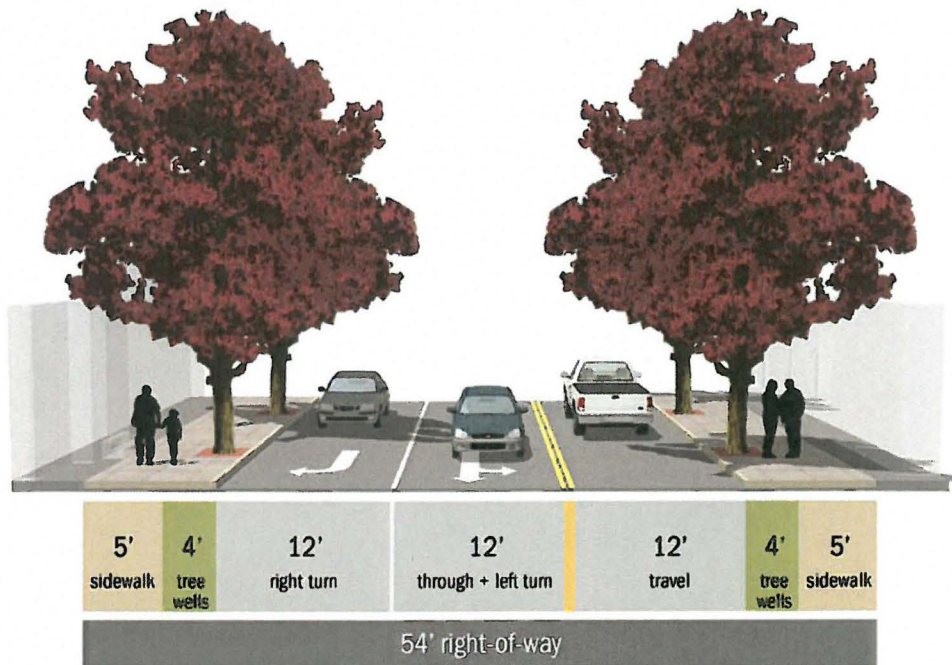 5'
sidewalk
4'
tree
wells
12'
right turn
12'
through + left turn
12'
travel
4'
tree
wells
5'
sidewalk
54' right-of-way